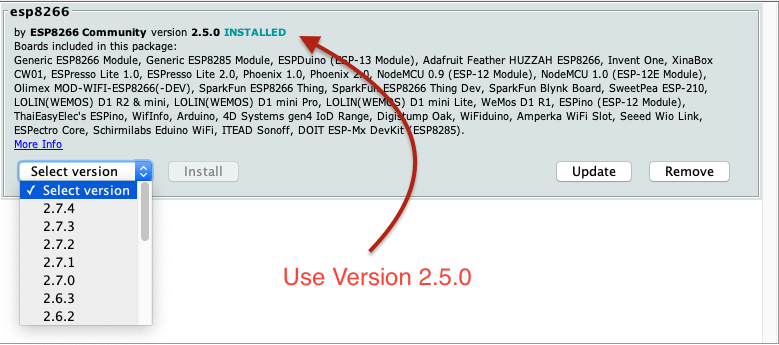 esp8266
by ESP8266 Community version 2.5.0 INSTALLED
Boards included in this package:
Generic ESP8266 Module, Generic ESP8285 Module, ESPDuino (ESP-13 Module), Adafruit Feather HUZZAH ESP8266, Invent One, XinaBox
CW01, ESPresso Lite 1.0, ESPresso Lite 2.0, Phoenix 1.0, Phoenix 2.0, NodeMCU 0.9 (ESP-12 Module), NodeMCU 1.0 (ESP-12E Module),
Olimex MOD-WIFI-ESP8266(-DEV), SparkFun ESP8266 Thing, SparkFun ESP8266 Thing Dev, SparkFun Blynk Board, SweetPea ESP-210,
LOLIN(WEMOS) D1 R2 & mini, LOLIN(WEMOS) D1 mini Pro, LOLIN(WEMOS) D1 mini Lite, WeMos D1 R1, ESPino (ESP-12 Module),
ThaiEasyElec's ESPino, WifInfo, Arduino, 4D Systems gen4 IoD Range, Digistump Oak, WiFiduino, Amperka WiFi Slot, Seeed Wio Link,
ESPectro Core, Schirmilabs Eduino WiFi, ITEAD Sonoff, DOIT ESP-Mx DevKit (ESP8285).
More Info
Select version Install Update Remove
✓ Select version
2.7.4
2.7.3
2.7.2
2.7.1
2.7.0
2.6.3
2.6.2
Use Version 2.5.0